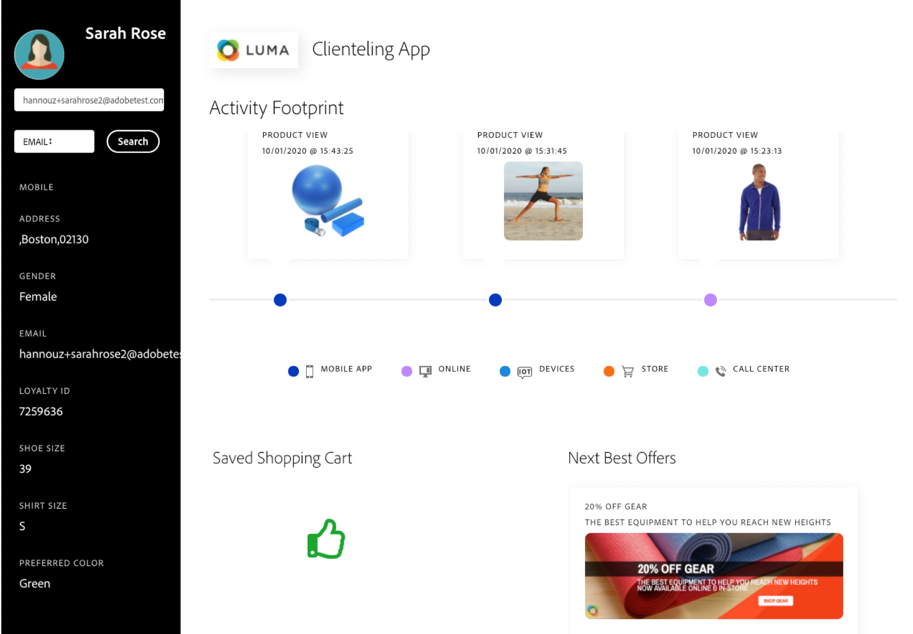 Sarah Rose
hannouz+sarahrose2@adobetest.com
EMAIL
Search
MOBILE
ADDRESS
,Boston,02130
GENDER
Female
EMAIL
hannouz+sarahrose2@adobetes
LOYALTY ID
7259636
SHOE SIZE
39
SHIRT SIZE
S
PREFERRED COLOR
Green
LUMA
Clienteling App
Activity Footprint
PRODUCT VIEW
10/01/2020 @ 15:43:25
PRODUCT VIEW
10/01/2020 @ 15:31:45
PRODUCT VIEW
10/01/2020 @ 15:23:13
MOBILE APP
ONLINE
IOT
DEVICES
STORE
CALL CENTER
Saved Shopping Cart
Next Best Offers
20% OFF GEAR
THE BEST EQUIPMENT TO HELP YOU REACH NEW HEIGHTS
20% OFF GEAR
THE BEST EQUIPMENT TO HELP YOU REACH NEW HEIGHTS
NOW AVAILABLE ONLINE & IN-STORE
SHOP GEAR